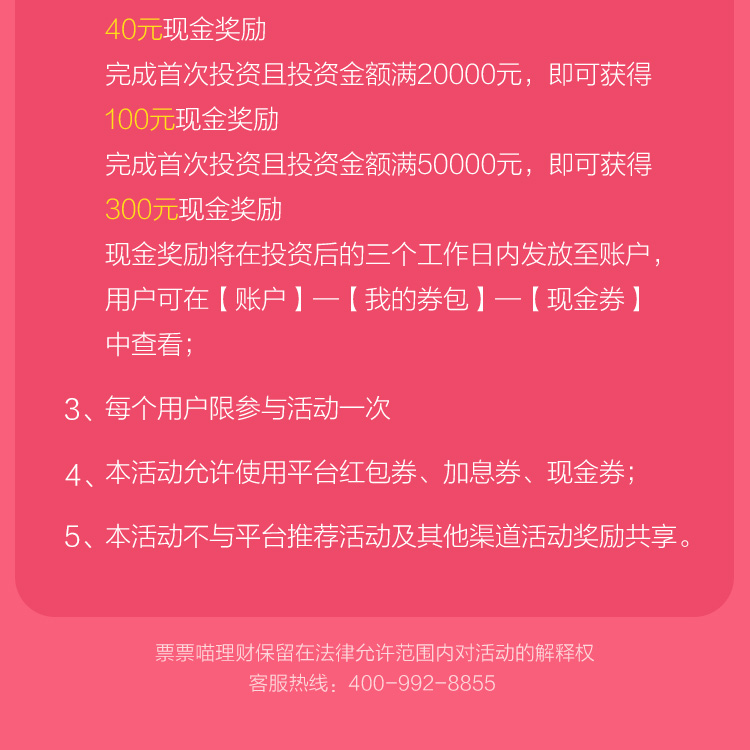 40元现金奖励
完成首次投资且投资金额满20000元，即可获得
100元现金奖励
完成首次投资且投资金额满50000元，即可获得
300元现金奖励
现金奖励将在投资后的三个工作日内发放至账户，
用户可在【账户】—【我的券包】—【现金券】
中查看；
3、每个用户限参与活动一次
4、本活动允许使用平台红包券、加息券、现金券；
5、本活动不与平台推荐活动及其他渠道活动奖励共享。
票票喵理财保留在法律允许范围内对活动的解释权
客服热线：400-992-8855